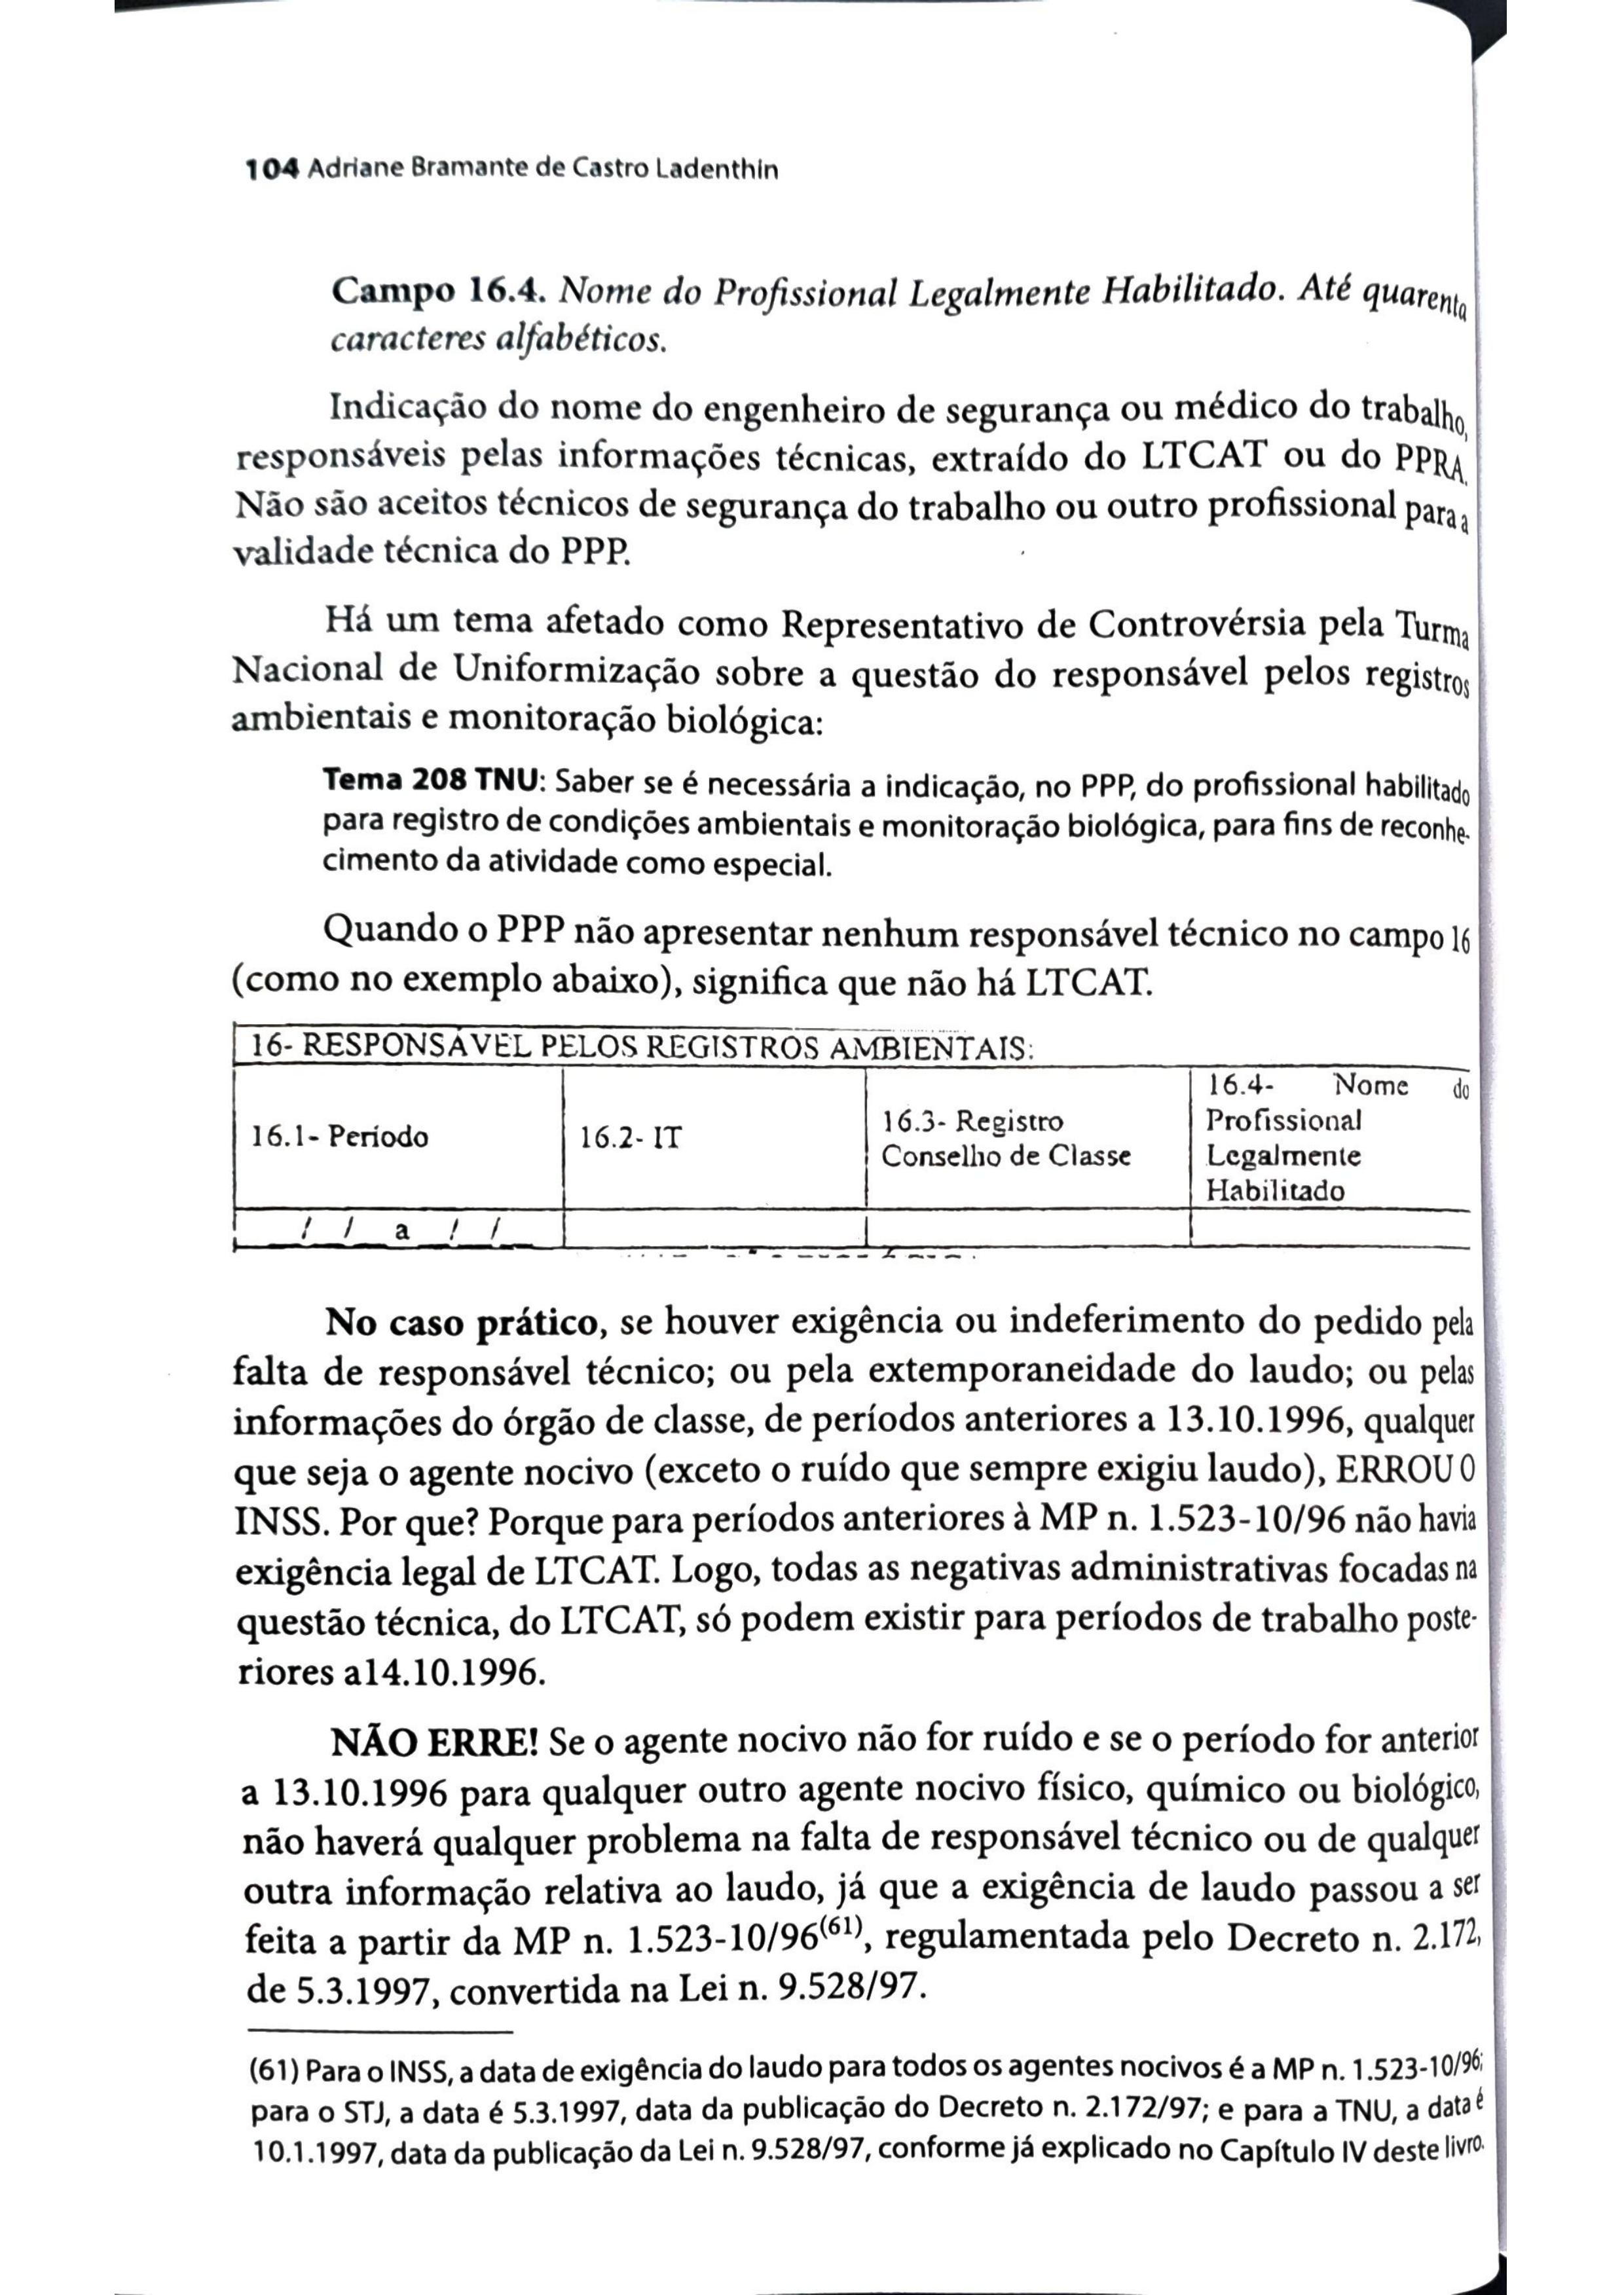 104 Adriane Bramante de Castro Ladenthin
Campo 16.4. Nome do Profissional Legalmente Habilitado. Até quarenta
caracteres alfabéticos.
Indicação do nome do engenheiro de segurança ou médico do trabalho,
responsáveis pelas informações técnicas, extraído do LTCAT ou do PPRA.
Não são aceitos técnicos de segurança do trabalho ou outro profissional para a
validade técnica do PPP.
Há um tema afetado como Representativo de Controvérsia pela Turma
Nacional de Uniformização sobre a questão do responsável pelos registros
ambientais e monitoração biológica:
Tema 208 TNU: Saber se é necessária a indicação, no PPP, do profissional habilitado
para registro de condições ambientais e monitoração biológica, para fins de reconhe-
cimento da atividade como especial.
Quando o PPP não apresentar nenhum responsável técnico no campo 16
(como no exemplo abaixo), significa que não há LTCAT.
16- RESPONSÁVEL PELOS REGISTROS AMBIENTAIS:
16.1- Período
16.2- IT
16.3- Registro
Conselho de Classe
16.4- Nome do
Profissional
Legalmente
Habilitado
/ / a / /
No caso prático, se houver exigência ou indeferimento do pedido pela
falta de responsável técnico; ou pela extemporaneidade do laudo; ou pelas
informações do órgão de classe, de períodos anteriores a 13.10.1996, qualquer
que seja o agente nocivo (exceto o ruído que sempre exigiu laudo), ERROU O
INSS. Por que? Porque para períodos anteriores à MP n. 1.523-10/96 não havia
exigência legal de LTCAT. Logo, todas as negativas administrativas focadas na
questão técnica, do LTCAT, só podem existir para períodos de trabalho poste-
riores a14.10.1996.
NÃO ERRE! Se o agente nocivo não for ruído e se o período for anterior
a 13.10.1996 para qualquer outro agente nocivo físico, químico ou biológico,
não haverá qualquer problema na falta de responsável técnico ou de qualquer
outra informação relativa ao laudo, já que a exigência de laudo passou a ser
feita a partir da MP n. 1.523-10/96(61), regulamentada pelo Decreto n. 2.172,
de 5.3.1997, convertida na Lei n. 9.528/97.
(61) Para o INSS, a data de exigência do laudo para todos os agentes nocivos é a MP n. 1.523-10/96;
para o STJ, a data é 5.3.1997, data da publicação do Decreto n. 2.172/97; e para a TNU, a data é
10.1.1997, data da publicação da Lei n. 9.528/97, conforme já explicado no Capítulo IV deste livro.